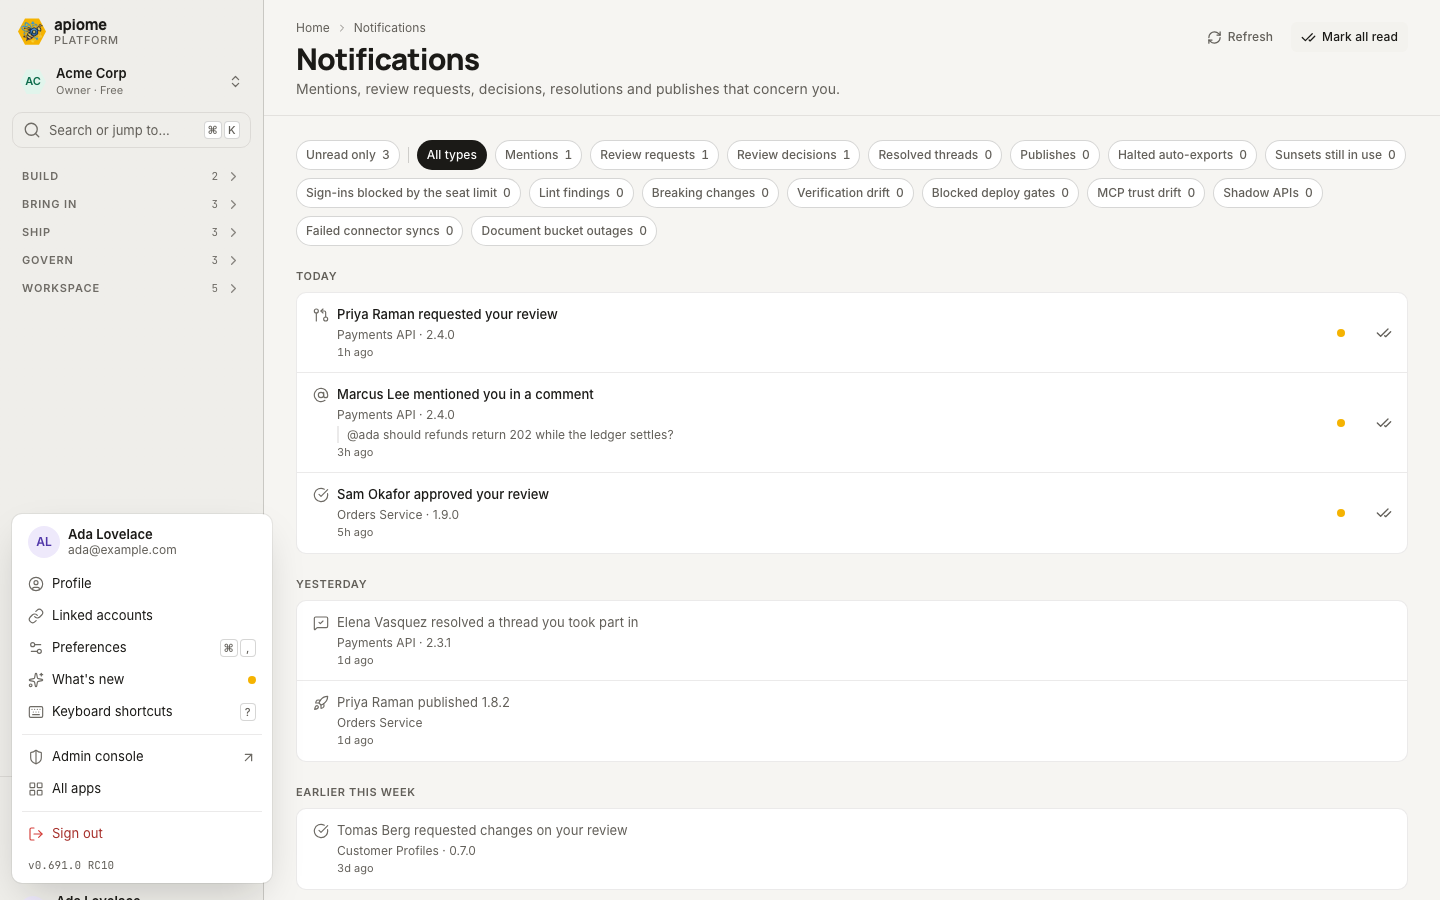 apiome
PLATFORM
AC
Acme Corp
Owner · Free
Search or jump to...
⌘ K
BUILD 2
BRING IN 3
SHIP 3
GOVERN 3
WORKSPACE 5
AL
Ada Lovelace
ada@example.com
Profile
Linked accounts
Preferences ⌘ ,
What's new
Keyboard shortcuts ?
Admin console
All apps
Sign out
v0.691.0 RC10
Ada Lovelace
Home Notifications
Notifications
Mentions, review requests, decisions, resolutions and publishes that concern you.
Refresh
Mark all read
Unread only 3 All types Mentions 1 Review requests 1 Review decisions 1 Resolved threads 0 Publishes 0 Halted auto-exports 0 Sunsets still in use 0
Sign-ins blocked by the seat limit 0 Lint findings 0 Breaking changes 0 Verification drift 0 Blocked deploy gates 0 MCP trust drift 0 Shadow APIs 0
Failed connector syncs 0 Document bucket outages 0
TODAY
Priya Raman requested your review
Payments API · 2.4.0
1h ago
Marcus Lee mentioned you in a comment
Payments API · 2.4.0
@ada should refunds return 202 while the ledger settles?
3h ago
Sam Okafor approved your review
Orders Service · 1.9.0
5h ago
YESTERDAY
Elena Vasquez resolved a thread you took part in
Payments API · 2.3.1
1d ago
Priya Raman published 1.8.2
Orders Service
1d ago
EARLIER THIS WEEK
Tomas Berg requested changes on your review
Customer Profiles · 0.7.0
3d ago